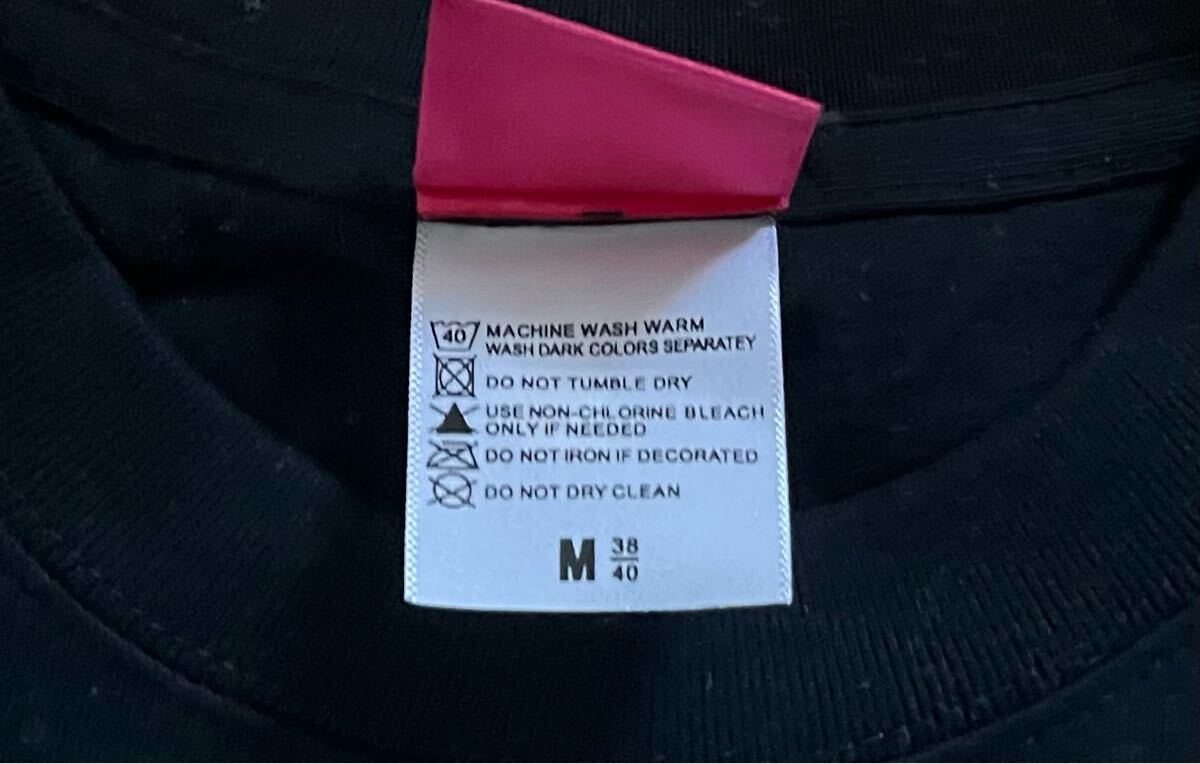 40 MACHINE WASH WARM
WASH DARK COLORS SEPARATEY
DO NOT TUMBLE DRY
USE NON-CHLORINE BLEACH
ONLY IF NEEDED
DO NOT IRON IF DECORATED
DO NOT DRY CLEAN
M 38
40